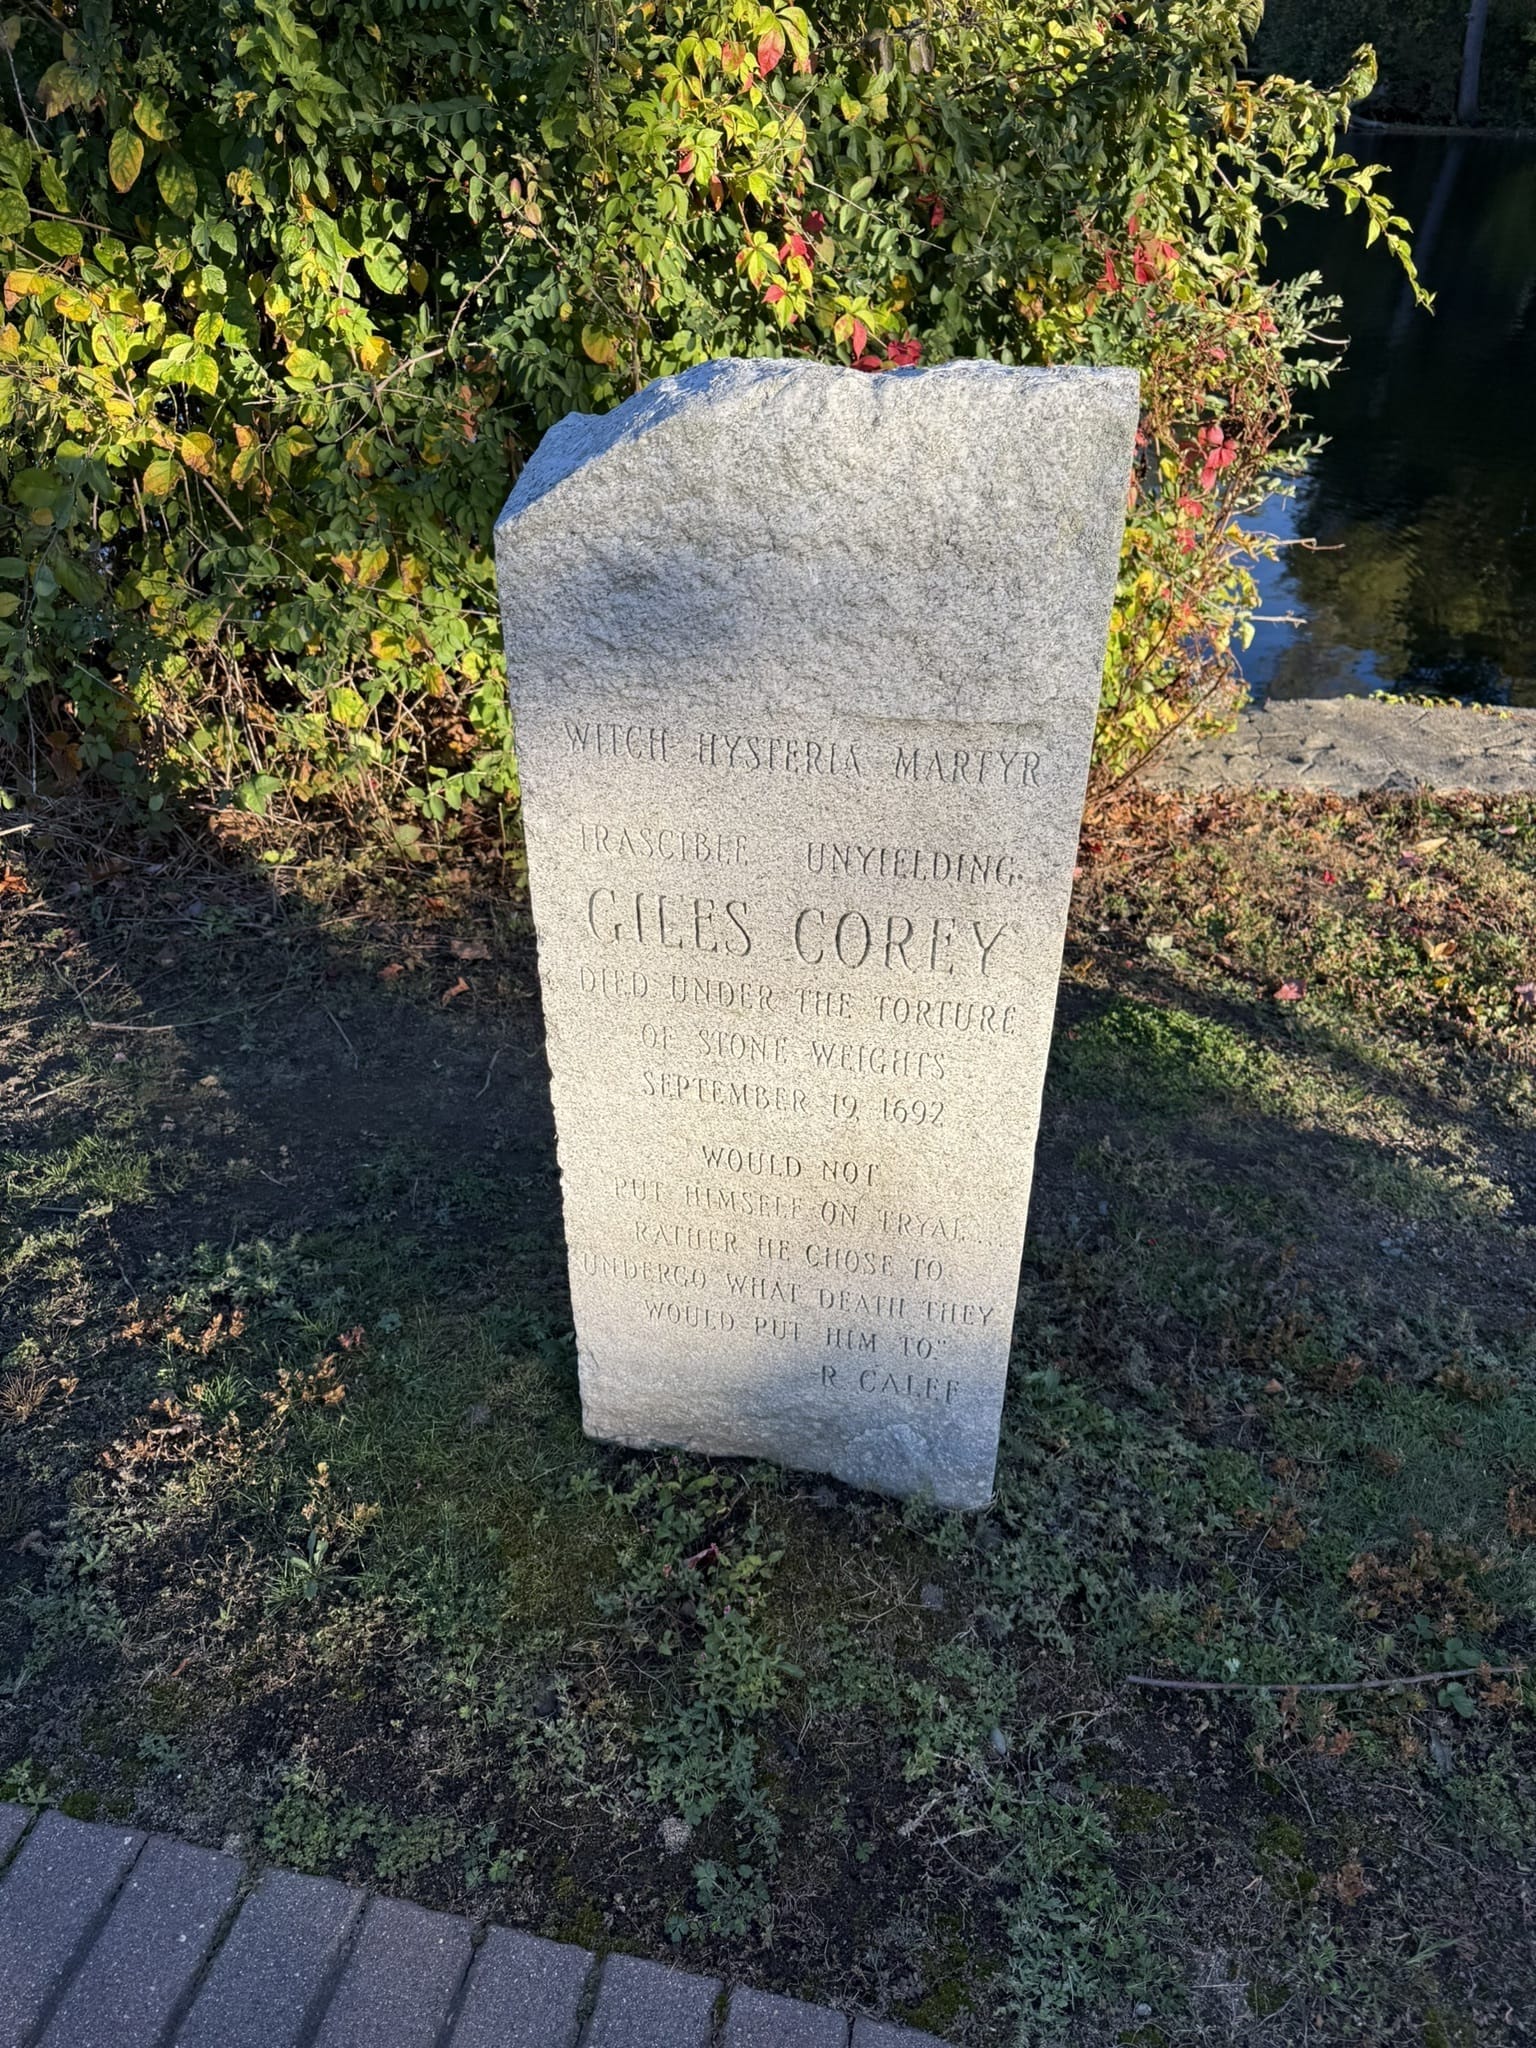 WITCH HYSTERIA MARTYR
IRASCIBLE UNYIELDING
GILES COREY
DIED UNDER THE TORTURE
OF STONE WEIGHTS
SEPTEMBER 19, 1692
WOULD NOT
PUT HIMSELF ON TRYAL....
RATHER HE CHOSE TO
UNDERGO WHAT DEATH THEY
WOULD PUT HIM TO."
-R CALEF